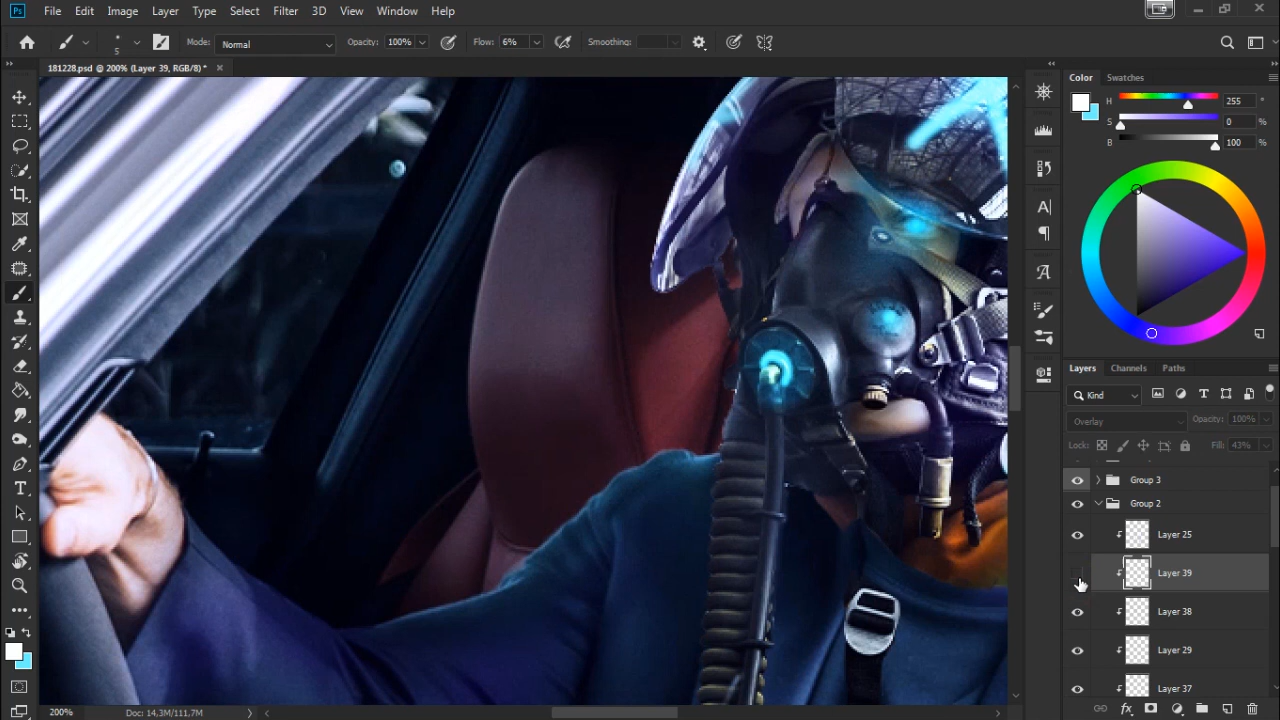 Ps File Edit Image Layer Type Select Filter 3D View Window Help
5 Mode: Normal Opacity: 100% Flow: 6% Smoothing:
181228.psd @ 200% (Layer 39, RGB/8) * ×
Color Swatches
H 255 °
S 0 %
B 100 %
Layers Channels Paths
Kind
Overlay Opacity: 100%
Lock: Fill: 43%
Group 3
Group 2
Layer 25
Layer 39
Layer 38
Layer 29
Layer 37
200% Doc: 14,3M/111,7M